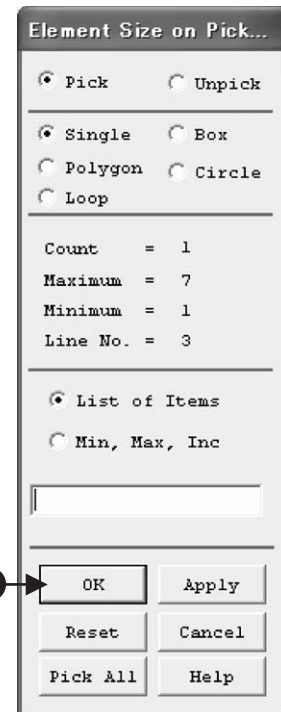 Element Size on Pick...
Pick Unpick
Single Box
Polygon Circle
Loop
Count = 1
Maximum = 7
Minimum = 1
Line No. = 3
List of Items
Min, Max, Inc
OK Apply
Reset Cancel
Pick All Help